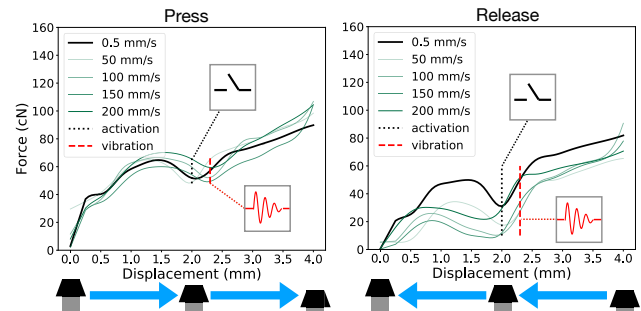 Press
Release
Force (cN)
160
140
120
100
80
60
40
20
0
0.5 mm/s
50 mm/s
100 mm/s
150 mm/s
200 mm/s
activation
vibration
0.0 0.5 1.0 1.5 2.0 2.5 3.0 3.5 4.0
Displacement (mm)
160
140
120
100
80
60
40
20
0
0.5 mm/s
50 mm/s
100 mm/s
150 mm/s
200 mm/s
activation
vibration
0.0 0.5 1.0 1.5 2.0 2.5 3.0 3.5 4.0
Displacement (mm)